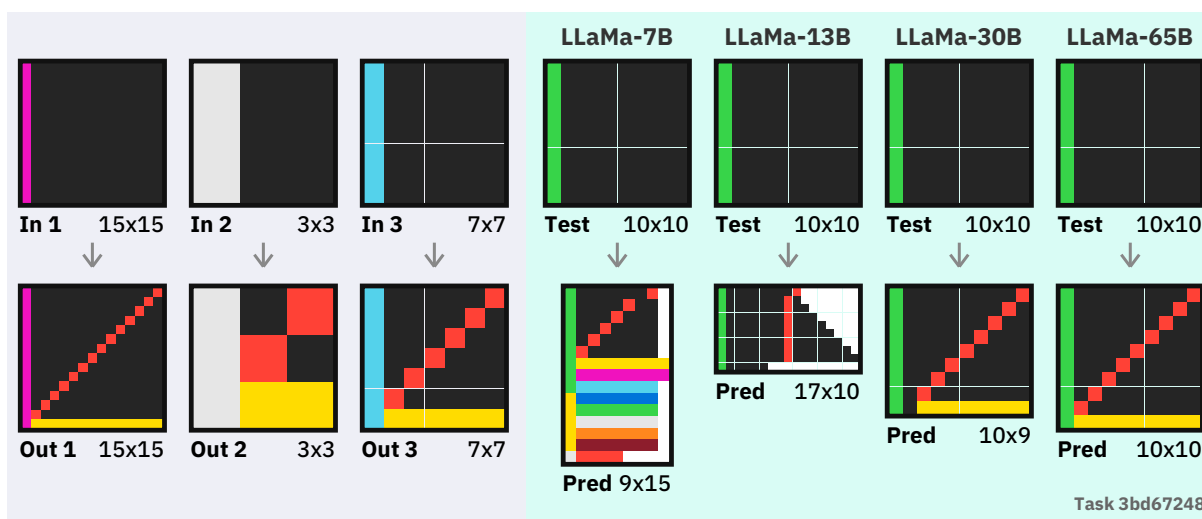 LLaMa-7B LLaMa-13B LLaMa-30B LLaMa-65B
In 1 15x15 In 2 3x3 In 3 7x7 Test 10x10 Test 10x10 Test 10x10 Test 10x10
Out 1 15x15 Out 2 3x3 Out 3 7x7 Pred 9x15 Pred 17x10 Pred 10x9 Pred 10x10
Task 3bd67248